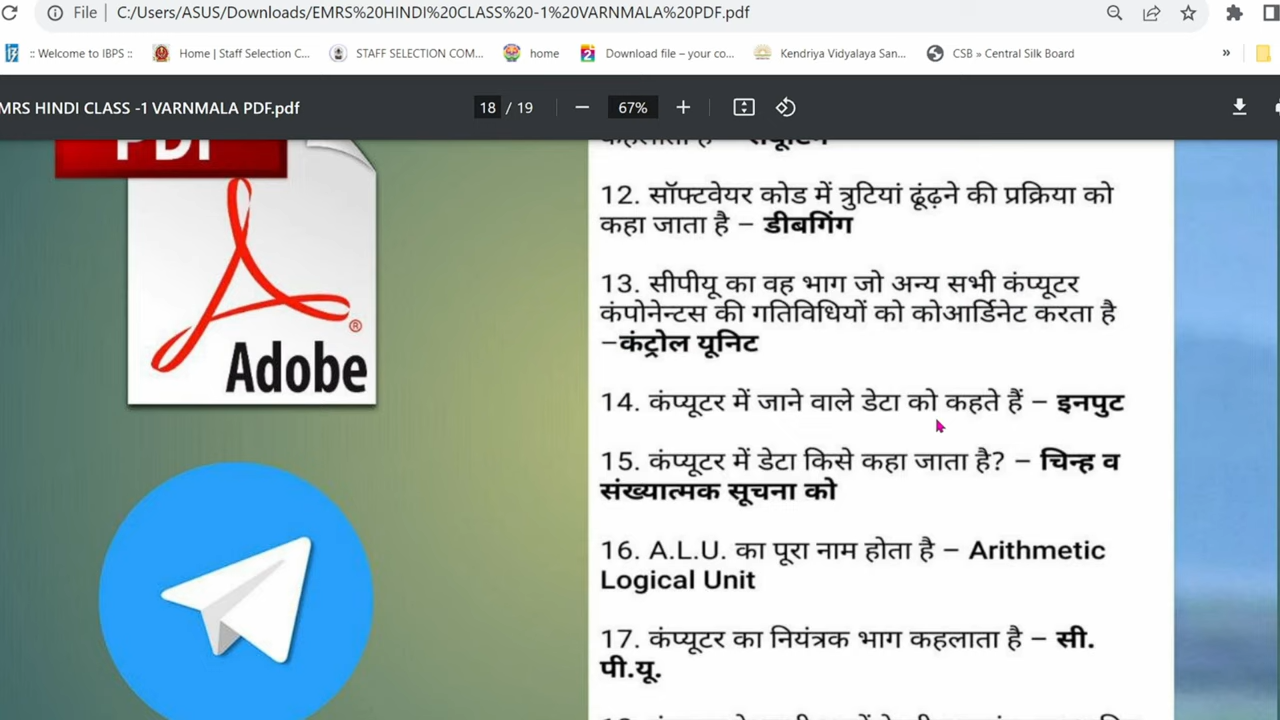 File C:/Users/ASUS/Downloads/EMRS%20HINDI%20CLASS%20-1%20VARNMALA%20PDF.pdf
:: Welcome to IBPS :: Home | Staff Selection C... STAFF SELECTION COM... home Download file – your co... Kendriya Vidyalaya San... CSB » Central Silk Board »
MRS HINDI CLASS -1 VARNMALA PDF.pdf 18 / 19 67%
PDF
Adobe
12. सॉफ्टवेयर कोड में त्रुटियां ढूंढ़ने की प्रक्रिया को
कहा जाता है – डीबगिंग
13. सीपीयू का वह भाग जो अन्य सभी कंप्यूटर
कंपोनेन्टस की गतिविधियों को कोआर्डिनेट करता है
–कंट्रोल यूनिट
14. कंप्यूटर में जाने वाले डेटा को कहते हैं – इनपुट
15. कंप्यूटर में डेटा किसे कहा जाता है? – चिन्ह व
संख्यात्मक सूचना को
16. A.L.U. का पूरा नाम होता है – Arithmetic
Logical Unit
17. कंप्यूटर का नियंत्रक भाग कहलाता है – सी.
पी.यू.